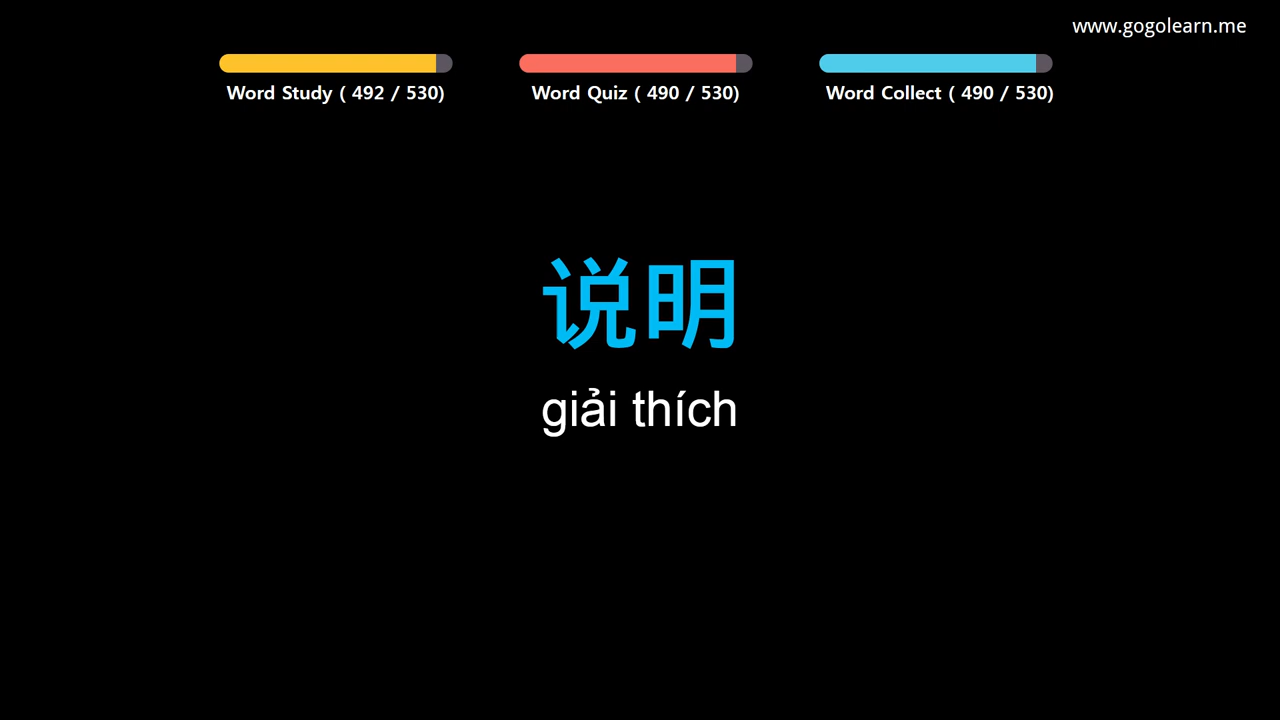 www.gogolearn.me
Word Study ( 492 / 530)
Word Quiz ( 490 / 530)
Word Collect ( 490 / 530)
说明
giải thích